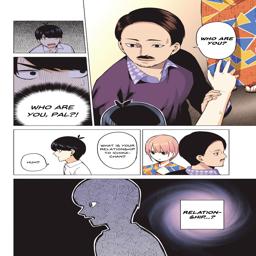 WHO ARE
YOU?
WHO ARE
YOU, PAL?!
HUH?
WHAT IS YOUR
RELATIONSHIP
TO
CHAN?
RELATION-
SHIP...?